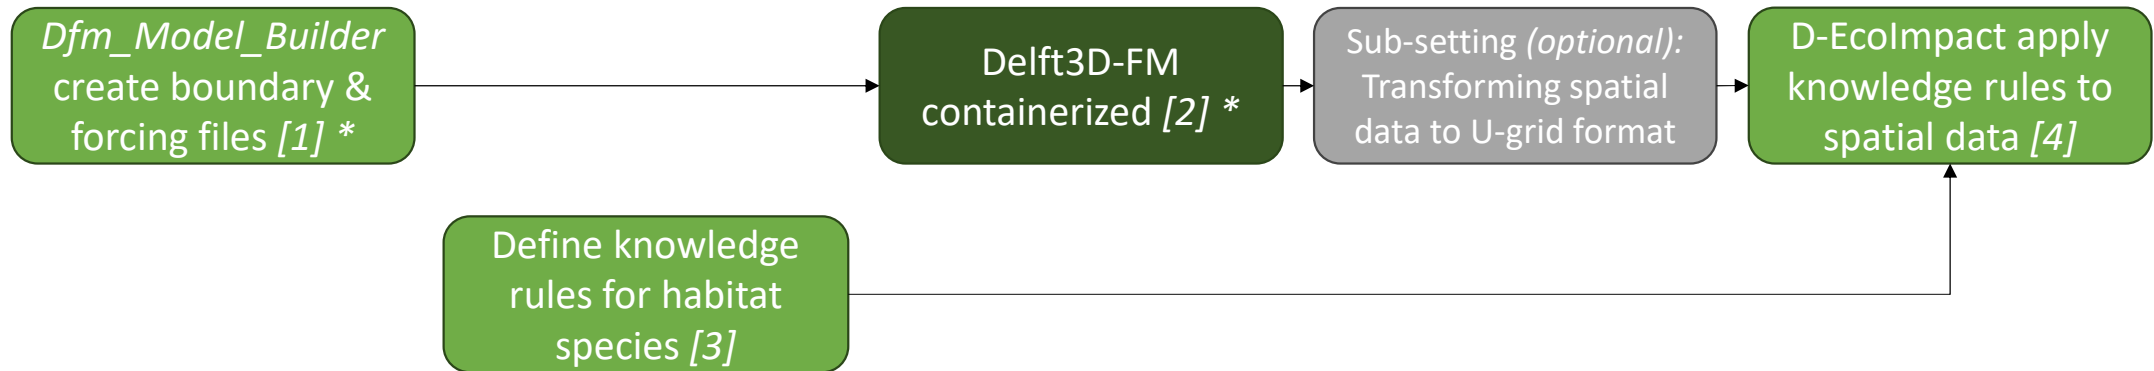 Dfm_Model_Builder
create boundary &
forcing files [1] *
Delft3D-FM
containerized [2] *
Sub-setting (optional):
Transforming spatial
data to U-grid format
D-EcoImpact apply
knowledge rules to
spatial data [4]
Define knowledge
rules for habitat
species [3]